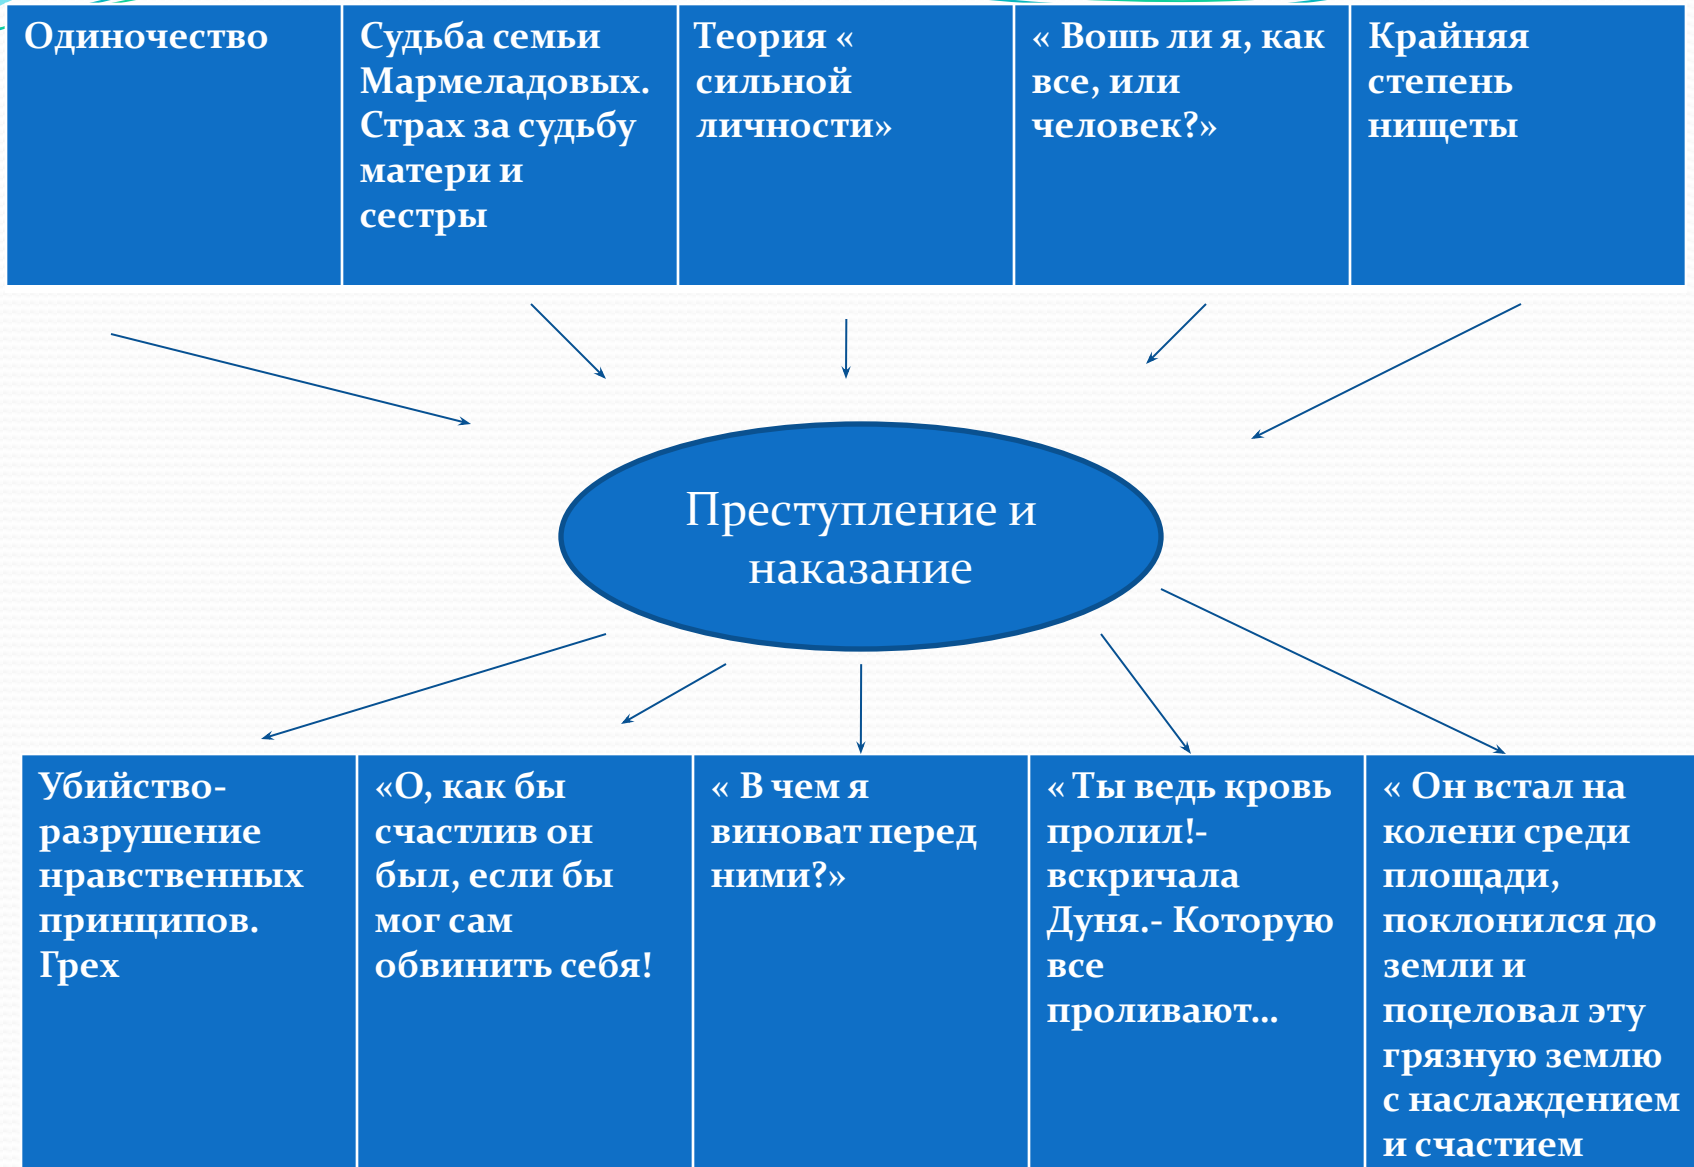 Одиночество
Судьба семьи
Мармеладовых.
Страх за судьбу
матери и
сестры
Теория «
сильной
личности»
« Вошь ли я, как
все, или
человек?»
Крайняя
степень
нищеты
Преступление и
наказание
Убийство-
разрушение
нравственных
принципов.
Грех
«О, как бы
счастлив он
был, если бы
мог сам
обвинить себя!
« В чем я
виноват перед
ними?»
« Ты ведь кровь
пролил!-
вскричала
Дуня.- Которую
все
проливают...
« Он встал на
колени среди
площади,
поклонился до
земли и
поцеловал эту
грязную землю
с наслаждением
и счастием